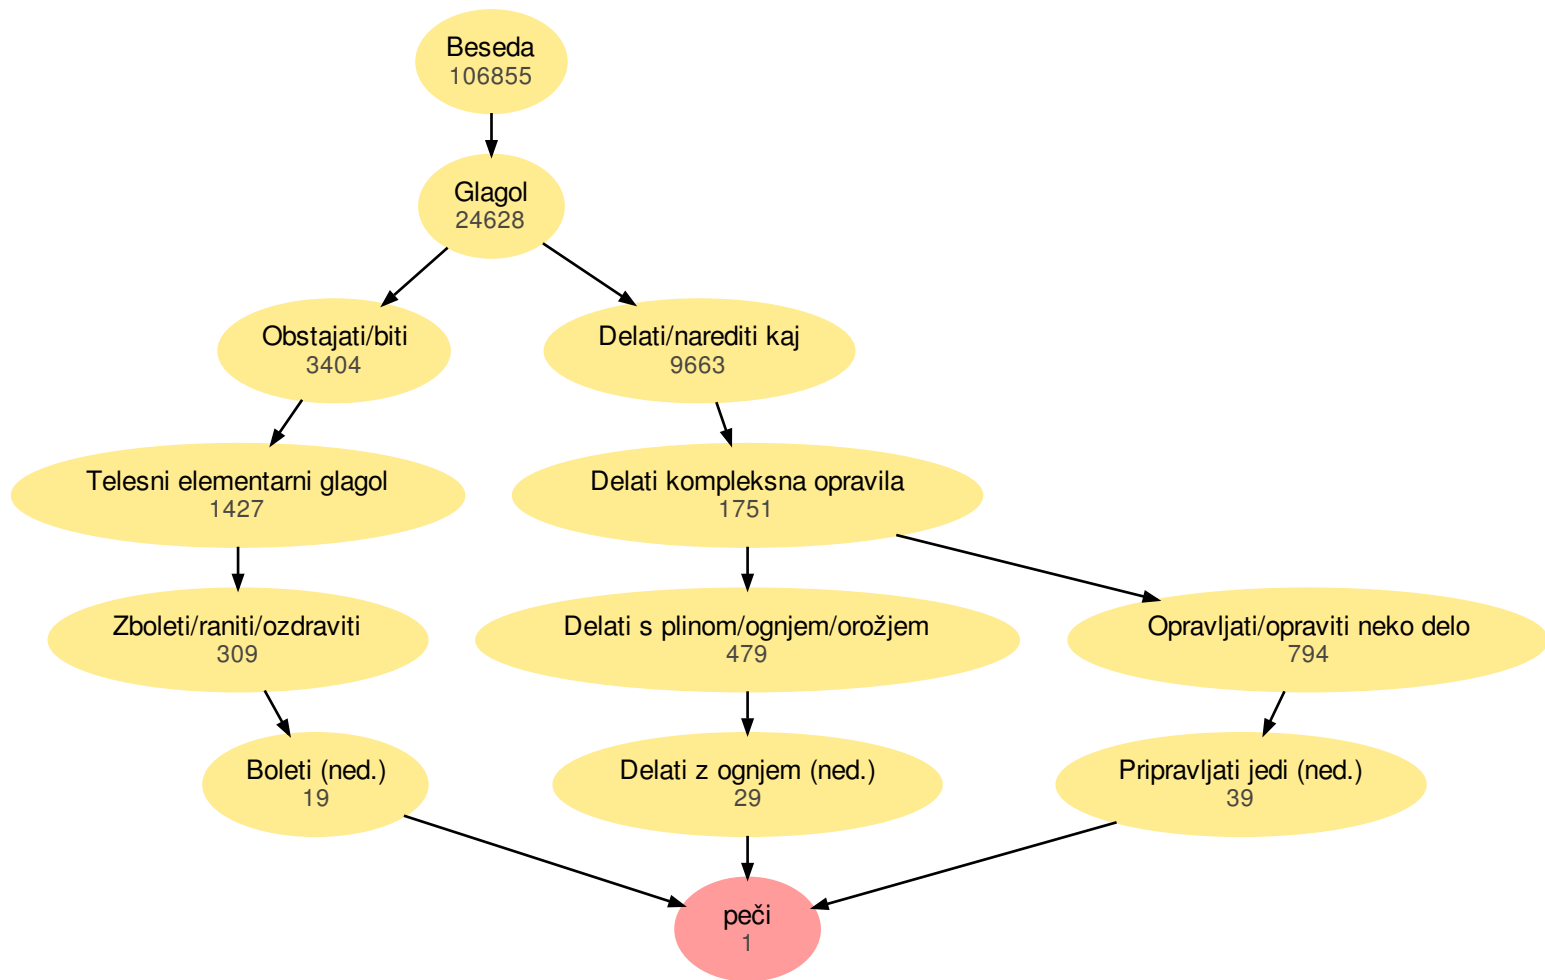 Beseda
106855
Glagol
24628
Obstajati/biti
3404
Delati/narediti kaj
9663
Telesni elementarni glagol
1427
Delati kompleksna opravila
1751
Zboleti/raniti/ozdraviti
309
Delati s plinom/ognjem/orožjem
479
Opravljati/opraviti neko delo
794
Boleti (ned.)
19
Delati z ognjem (ned.)
29
Pripravljati jedi (ned.)
39
peči
1